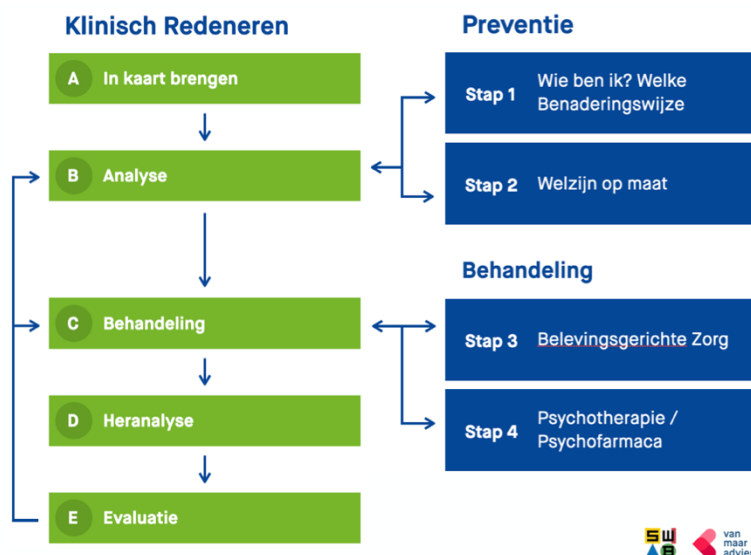 Klinisch Redeneren
A In kaart brengen
B Analyse
C Behandeling
D Heranalyse
E Evaluatie
Preventie
Stap 1 Wie ben ik? Welke
Benaderingswijze
Stap 2 Welzijn op maat
Behandeling
Stap 3 Belevingsgerichte Zorg
Stap 4 Psychotherapie /
Psychofarmaca
S W
B
van
maar
advies